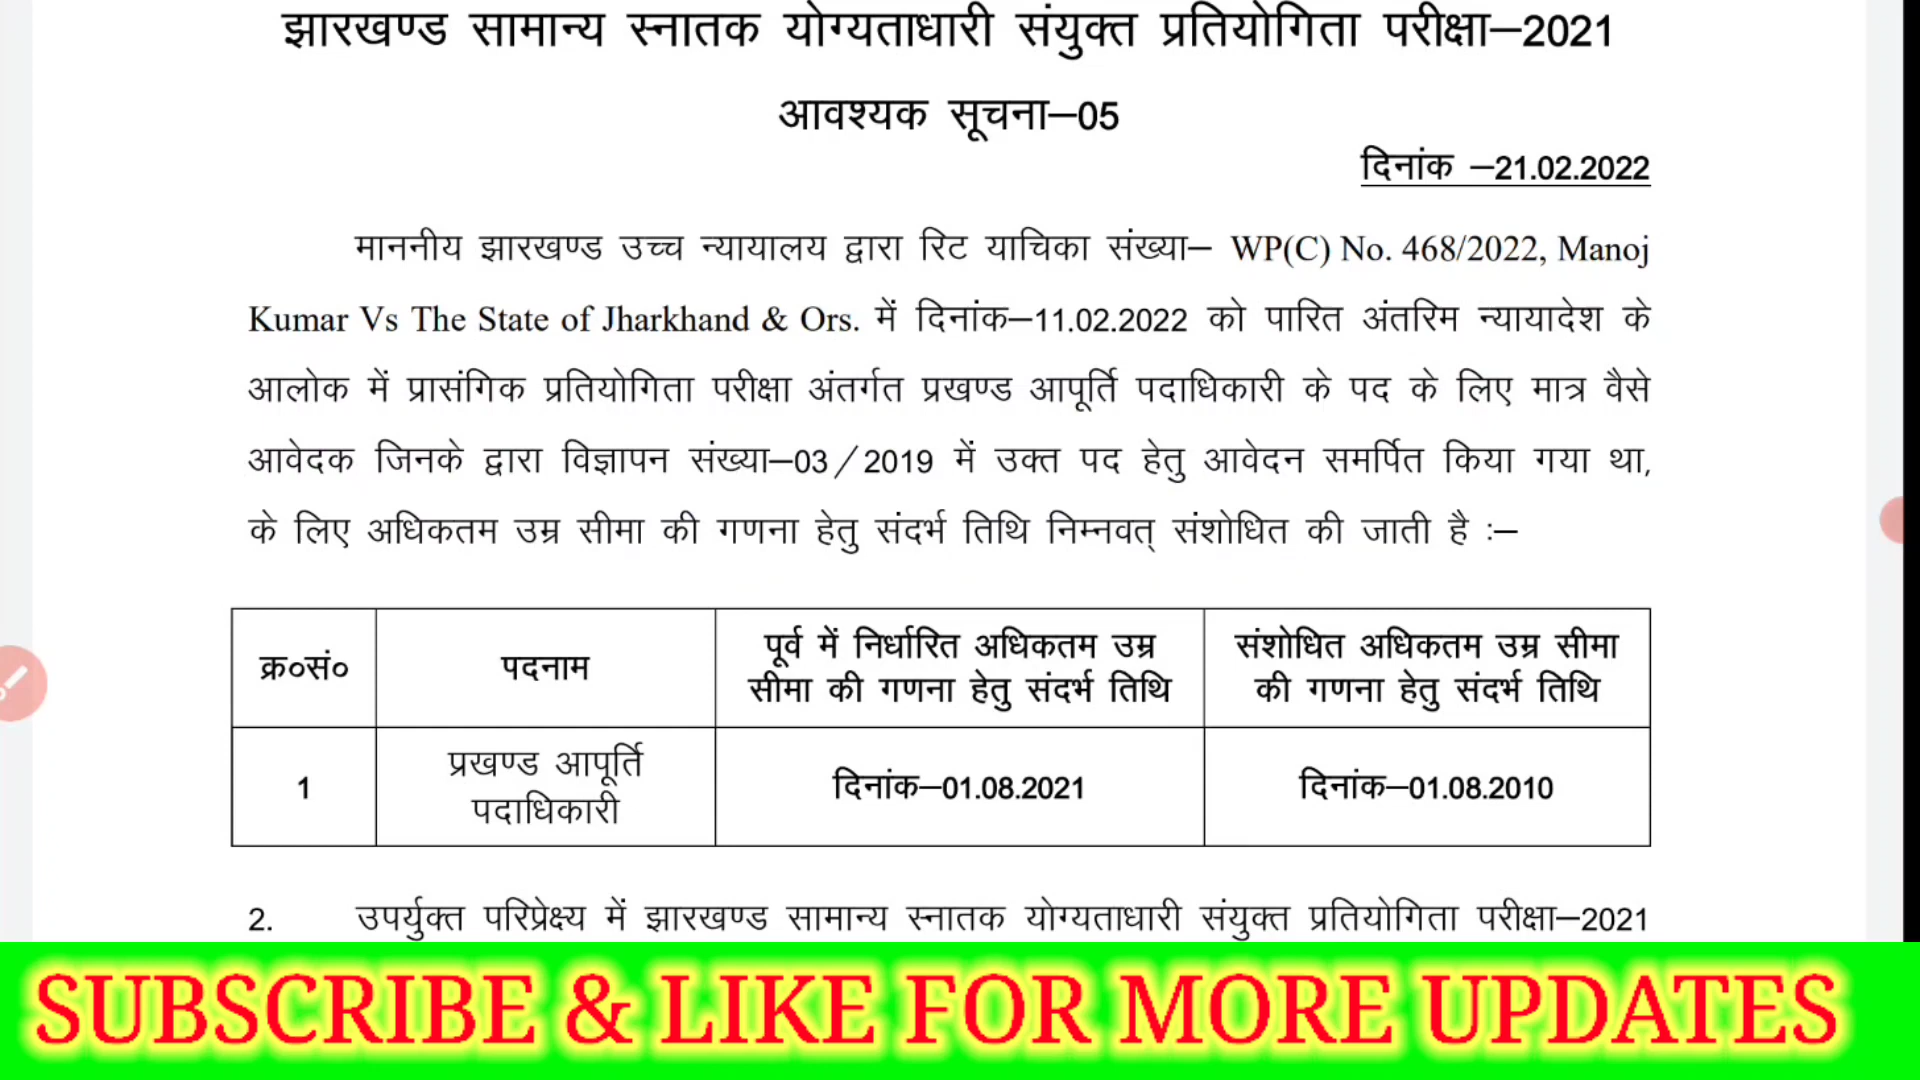 झारखण्ड सामान्य स्नातक योग्यताधारी संयुक्त प्रतियोगिता परीक्षा–2021
आवश्यक सूचना–05
दिनांक –21.02.2022
माननीय झारखण्ड उच्च न्यायालय द्वारा रिट याचिका संख्या– WP(C) No. 468/2022, Manoj
Kumar Vs The State of Jharkhand & Ors. में दिनांक–11.02.2022 को पारित अंतरिम न्यायादेश के
आलोक में प्रासंगिक प्रतियोगिता परीक्षा अंतर्गत प्रखण्ड आपूर्ति पदाधिकारी के पद के लिए मात्र वैसे
आवेदक जिनके द्वारा विज्ञापन संख्या–03/2019 में उक्त पद हेतु आवेदन समर्पित किया गया था,
के लिए अधिकतम उम्र सीमा की गणना हेतु संदर्भ तिथि निम्नवत् संशोधित की जाती है :–
क्र०सं० पदनाम पूर्व में निर्धारित अधिकतम उम्र सीमा की गणना हेतु संदर्भ तिथि संशोधित अधिकतम उम्र सीमा की गणना हेतु संदर्भ तिथि
1 प्रखण्ड आपूर्ति पदाधिकारी दिनांक–01.08.2021 दिनांक–01.08.2010
2. उपर्युक्त परिप्रेक्ष्य में झारखण्ड सामान्य स्नातक योग्यताधारी संयुक्त प्रतियोगिता परीक्षा–2021
SUBSCRIBE & LIKE FOR MORE UPDATES